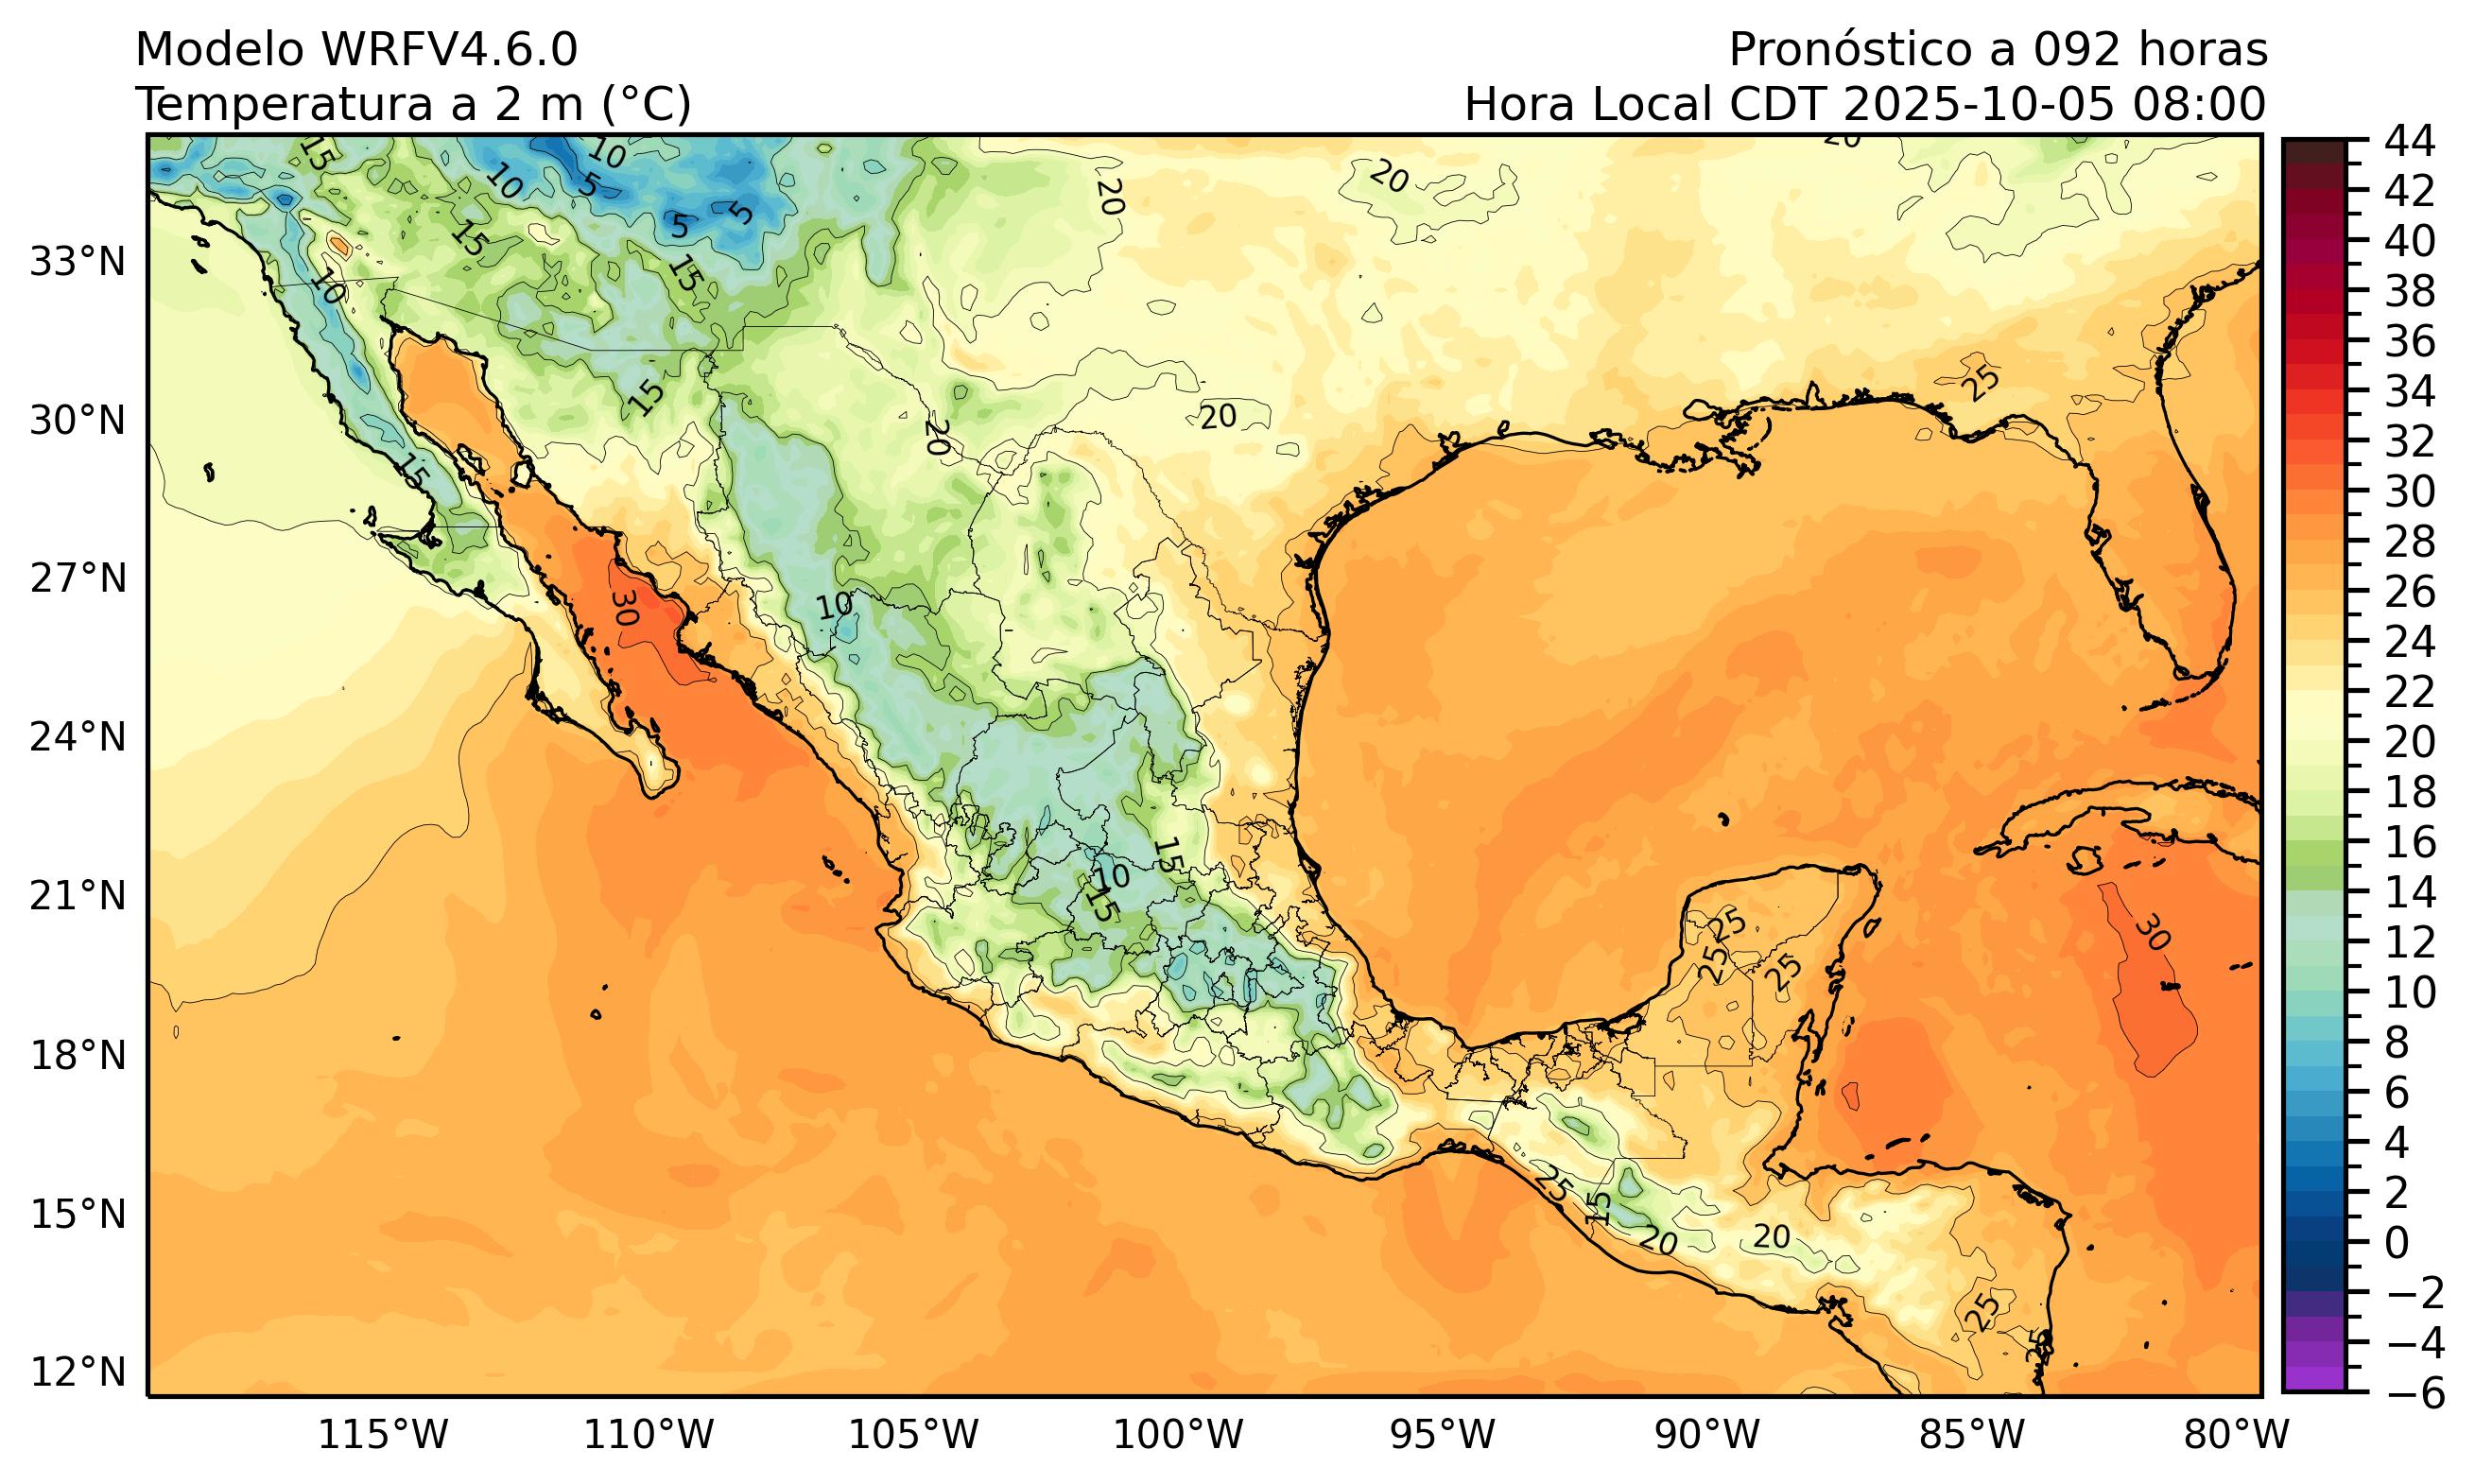 Modelo WRFV4.6.0
Pronóstico a 092 horas
Temperatura a 2 m (°C)
Hora Local CDT 2025-10-05 08:00
33°N
30°N
27°N
24°N
21°N
18°N
15°N
12°N
115°W
110°W
105°W
100°W
95°W
90°W
85°W
80°W
44
42
40
38
36
34
32
30
28
26
24
22
20
18
16
14
12
10
8
6
4
2
0
−2
−4
−6
15
10
10
5
5
5
20
20
20
15
15
10
15
20
20
25
15
30
10
15
10
15
25
25
25
30
25
15
20
20
25
25